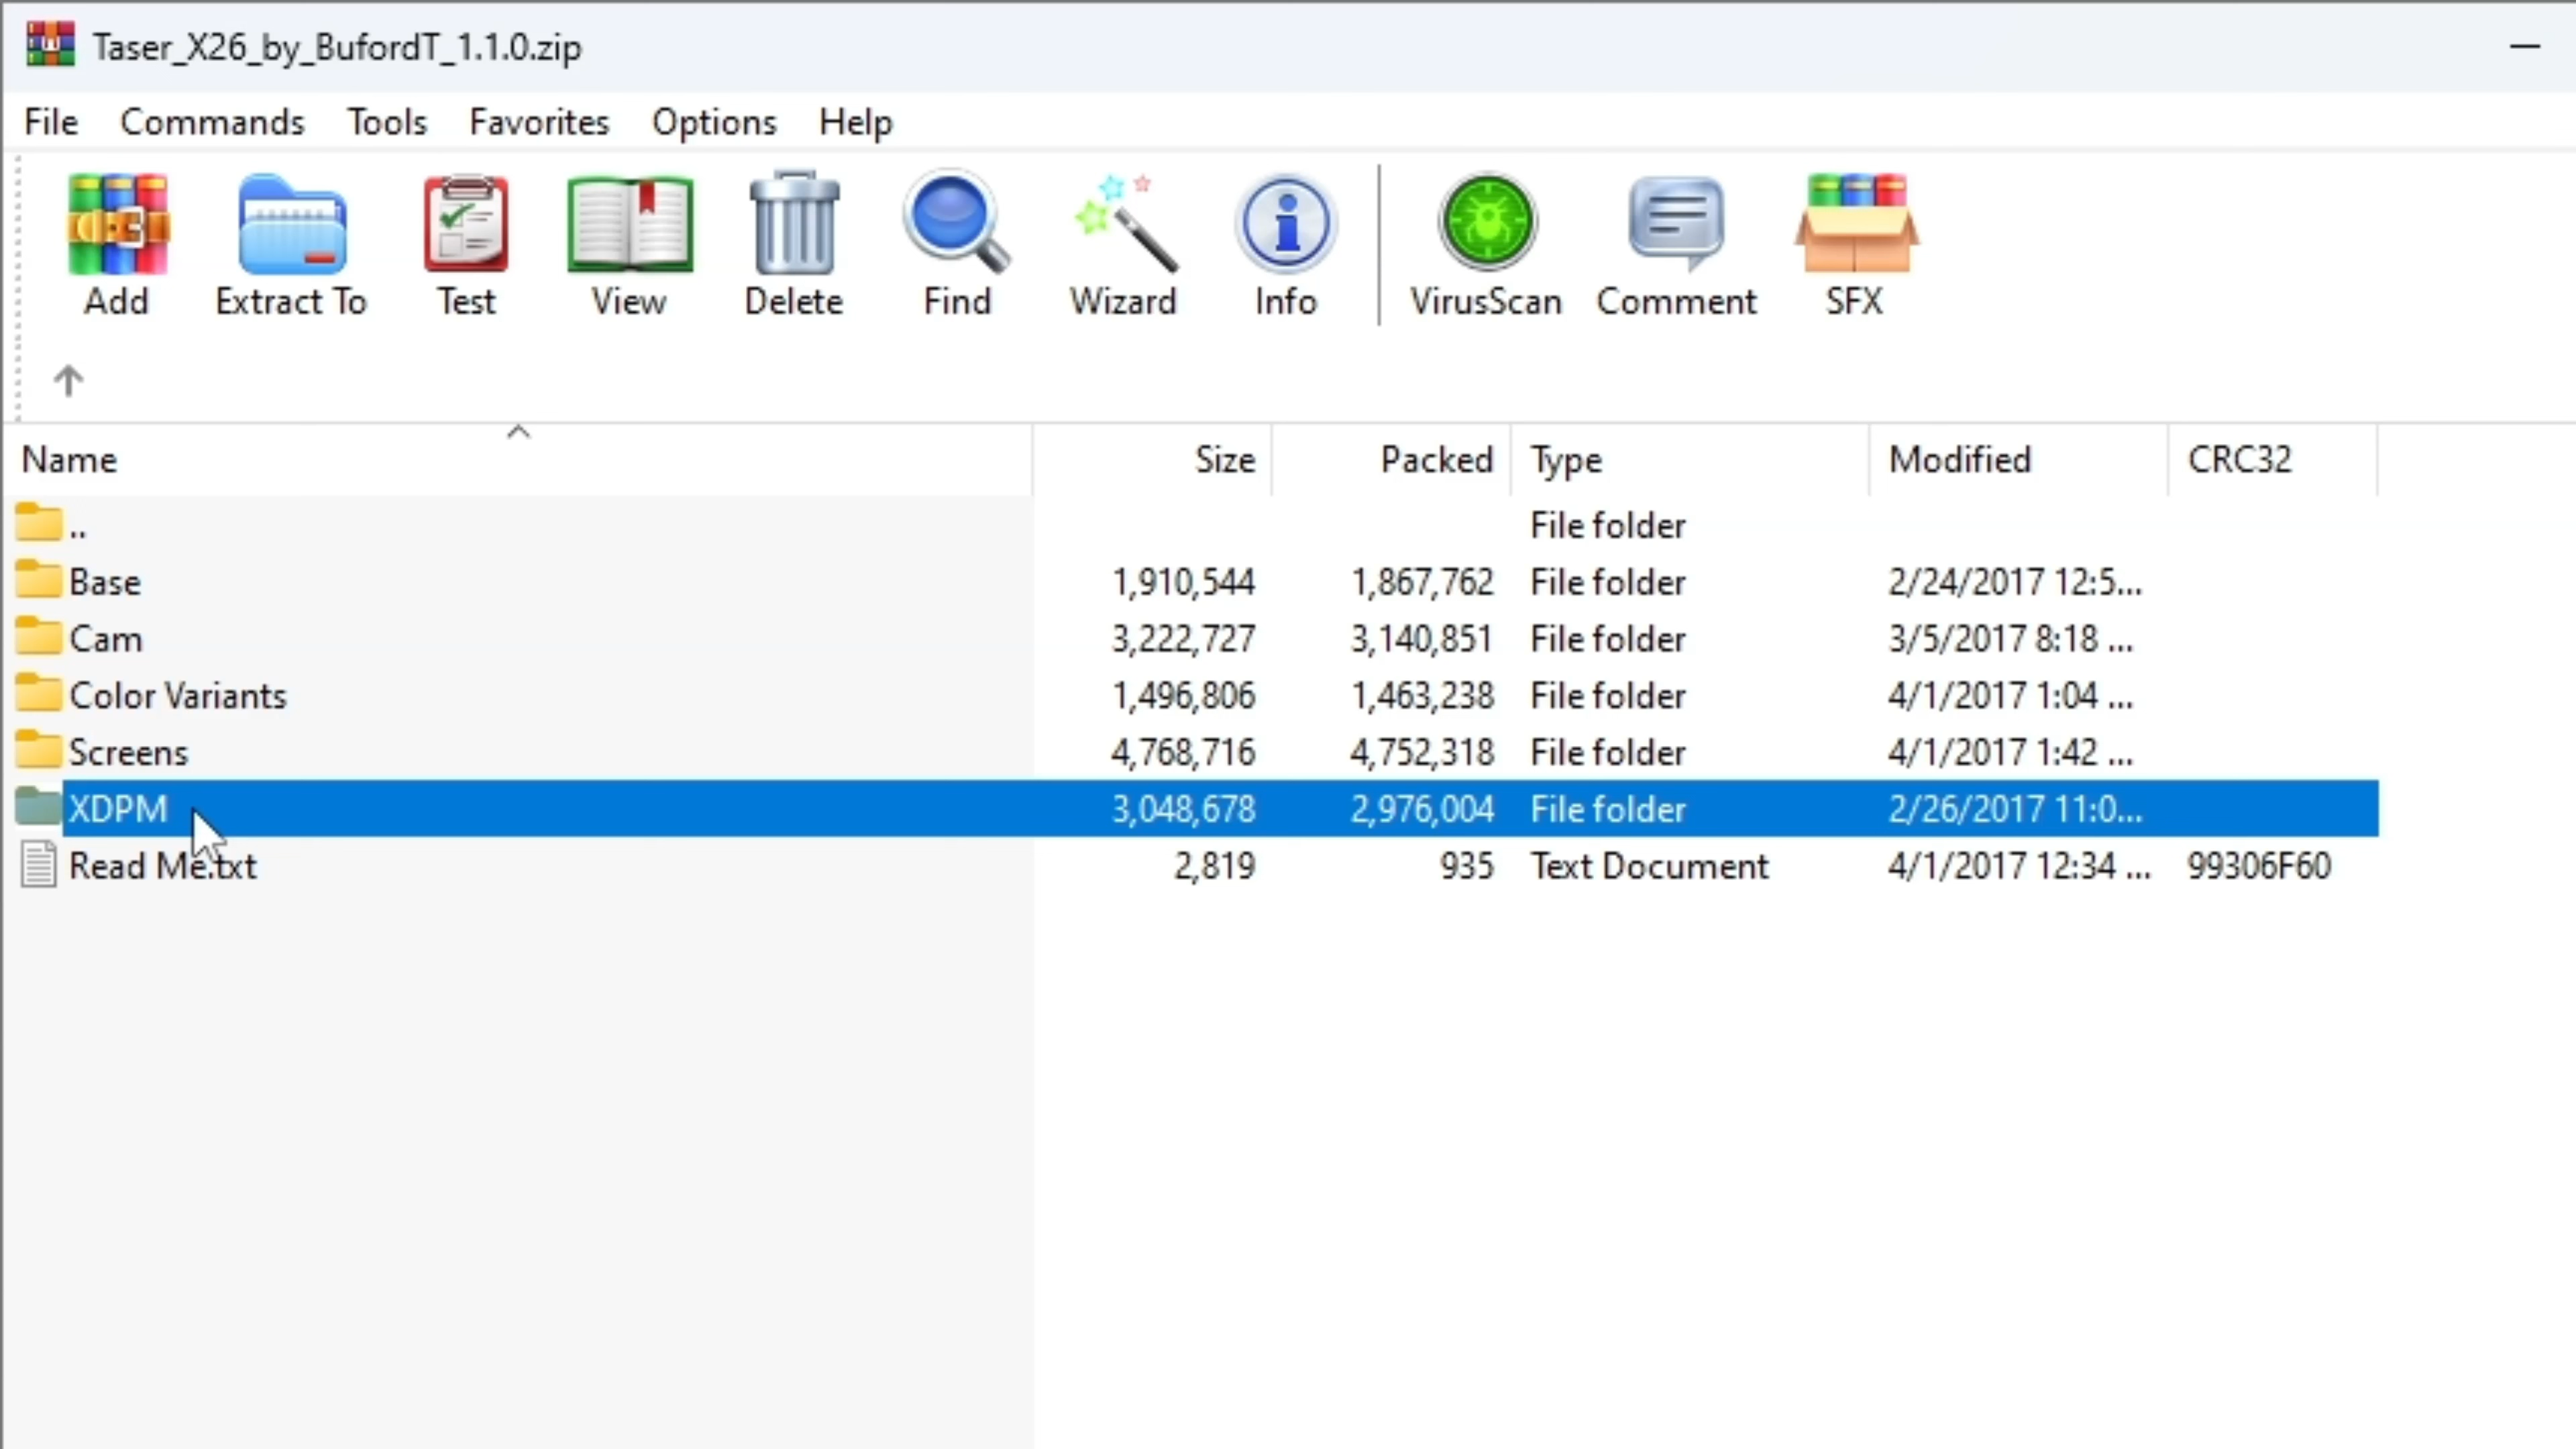 Taser_X26_by_BufordT_1.1.0.zip
File Commands Tools Favorites Options Help
Add Extract To Test View Delete Find Wizard Info VirusScan Comment SFX
Name Size Packed Type Modified CRC32
.. File folder
Base 1,910,544 1,867,762 File folder 2/24/2017 12:5...
Cam 3,222,727 3,140,851 File folder 3/5/2017 8:18 ...
Color Variants 1,496,806 1,463,238 File folder 4/1/2017 1:04 ...
Screens 4,768,716 4,752,318 File folder 4/1/2017 1:42 ...
XDPM 3,048,678 2,976,004 File folder 2/26/2017 11:0...
Read Me.txt 2,819 935 Text Document 4/1/2017 12:34 ... 99306F60